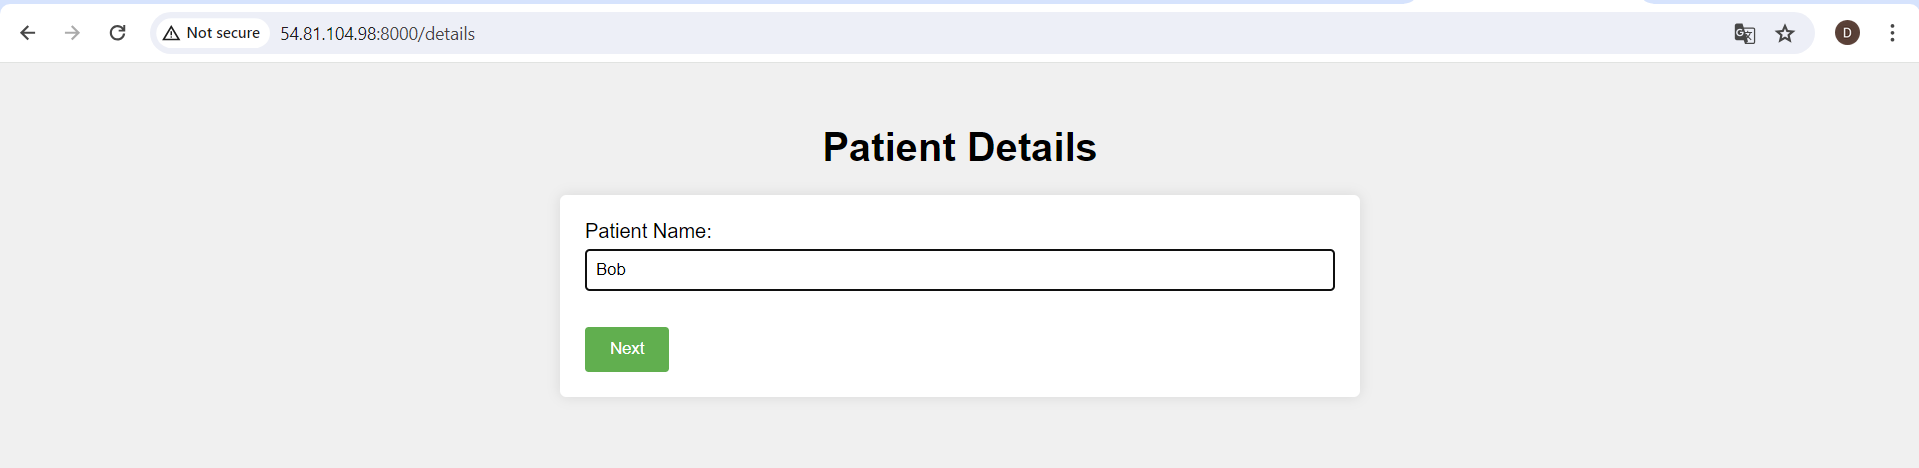 Not secure 54.81.104.98:8000/details D
Patient Details
Patient Name:
Bob
Next